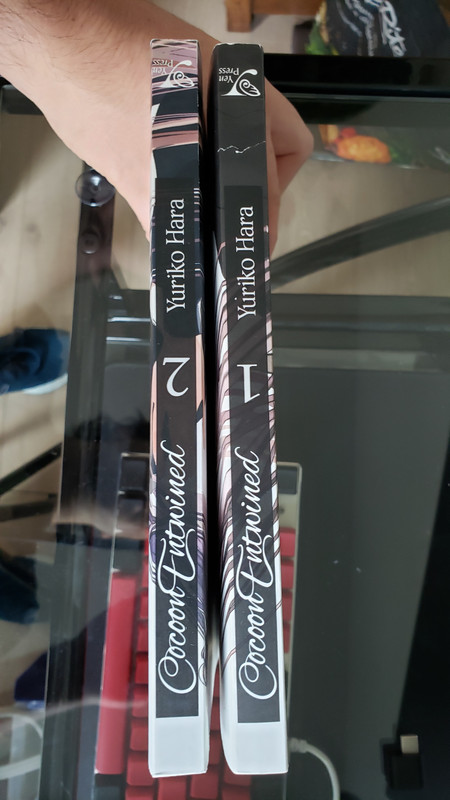 Cocoon Entwined
2
Yuriko Hara
Yen
Press
Cocoon Entwined
1
Yuriko Hara
Yen
Press